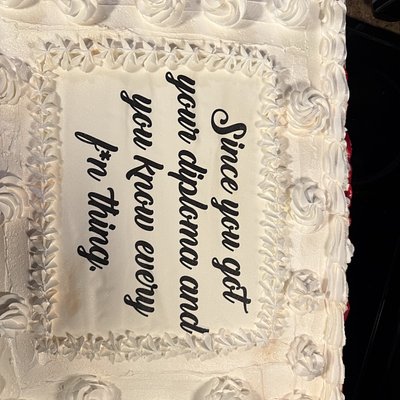 Since you got
your diploma and
you know every
f*n thing.